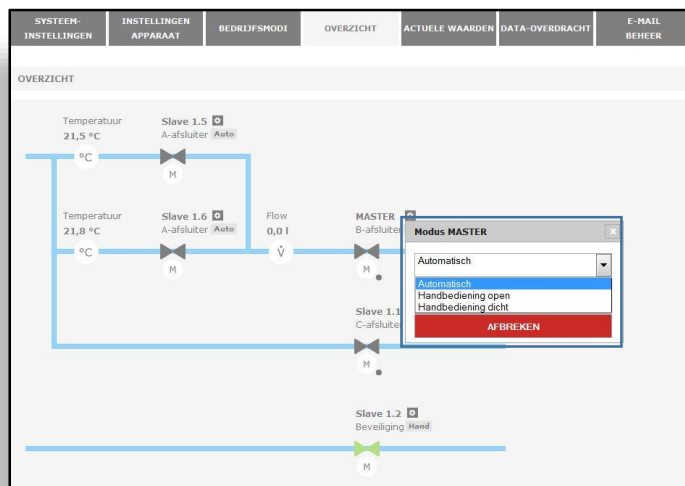 SYSTEEM-
INSTELLINGEN
INSTELLINGEN
APPARAAT
BEDRIJFSMODI
OVERZICHT
ACTUELE WAARDEN
DATA-OVERDRACHT
E-MAIL
BEHEER
OVERZICHT
Temperatuur
21,5 °C
Slave 1.5
A-afsluiter Auto
°C
M
Temperatuur
21,8 °C
Slave 1.6
A-afsluiter Auto
Flow
0,0 l
MASTER
B-afsluiter
°C
M
V̇
M
Modus MASTER
x
Automatisch
Automatisch
Handbediening open
Handbediening dicht
AFBREKEN
Slave 1.1
C-afsluite
M
Slave 1.2
Beveiliging Hand
M